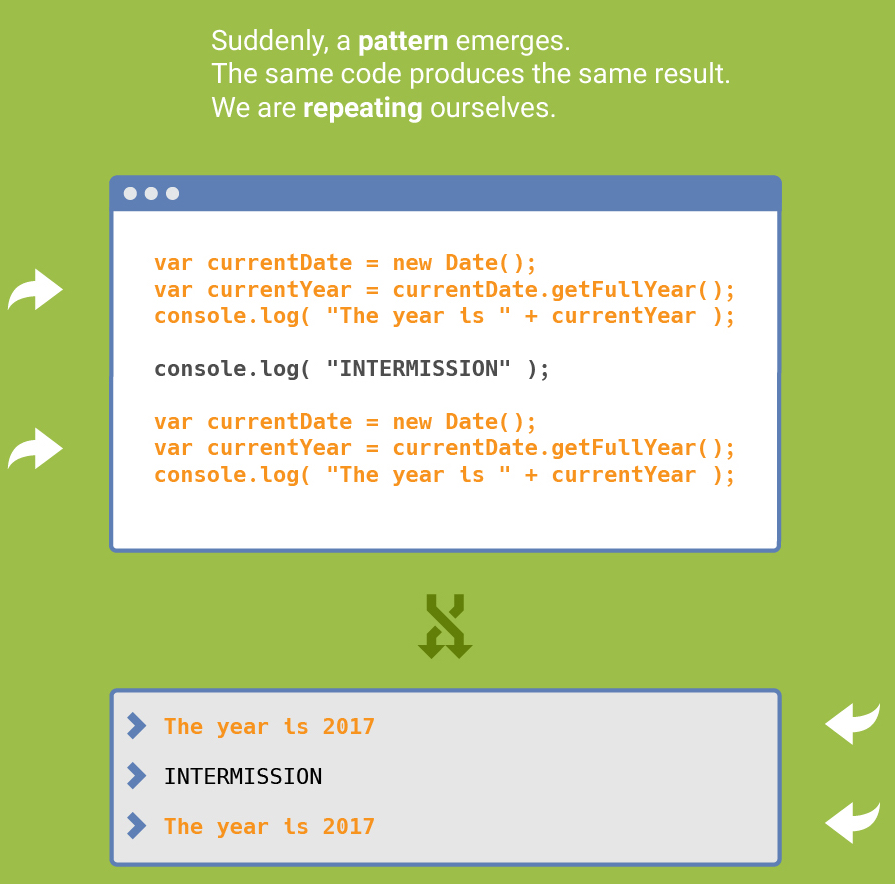 Suddenly, a pattern emerges.
The same code produces the same result.
We are repeating ourselves.
var currentDate = new Date();
var currentYear = currentDate.getFullYear();
console.log( "The year is " + currentYear );
console.log( "INTERMISSION" );
var currentDate = new Date();
var currentYear = currentDate.getFullYear();
console.log( "The year is " + currentYear );
The year is 2017
INTERMISSION
The year is 2017